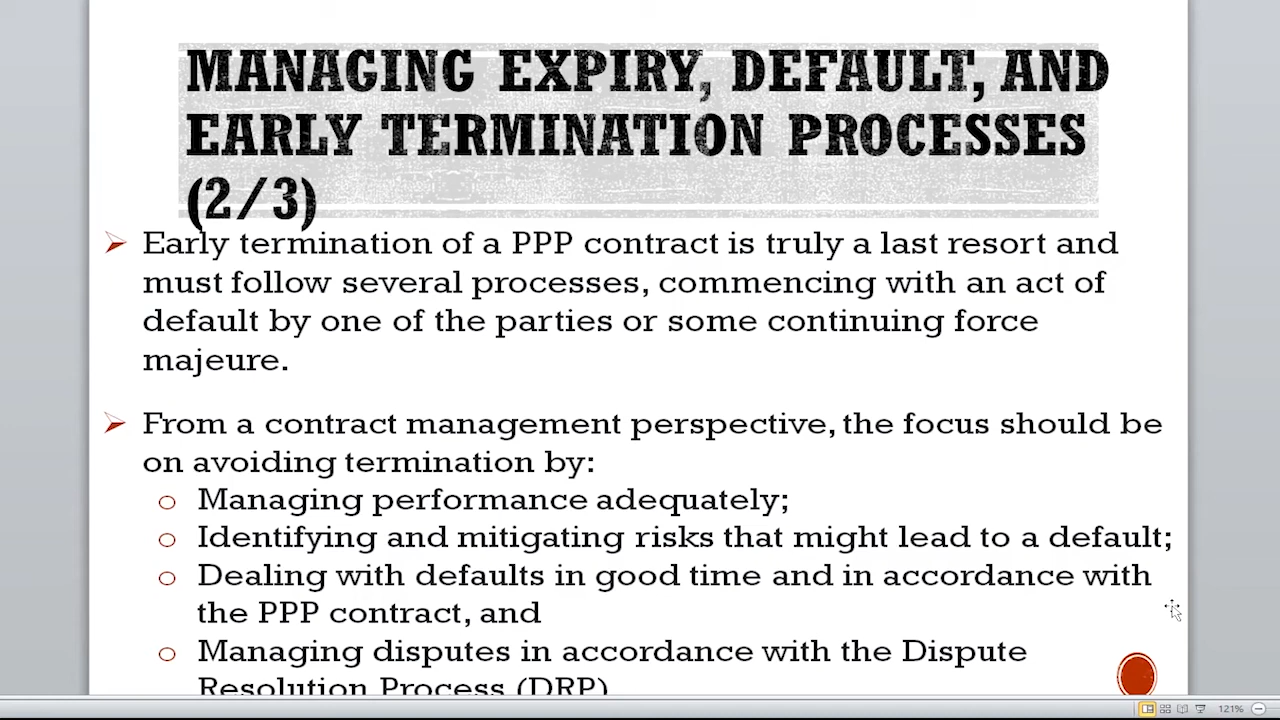 MANAGING EXPIRY, DEFAULT, AND
EARLY TERMINATION PROCESSES
(2/3)
Early termination of a PPP contract is truly a last resort and
must follow several processes, commencing with an act of
default by one of the parties or some continuing force
majeure.
From a contract management perspective, the focus should be
on avoiding termination by:
Managing performance adequately;
Identifying and mitigating risks that might lead to a default;
Dealing with defaults in good time and in accordance with
the PPP contract, and
Managing disputes in accordance with the Dispute
Resolution Process (DRP)
121%